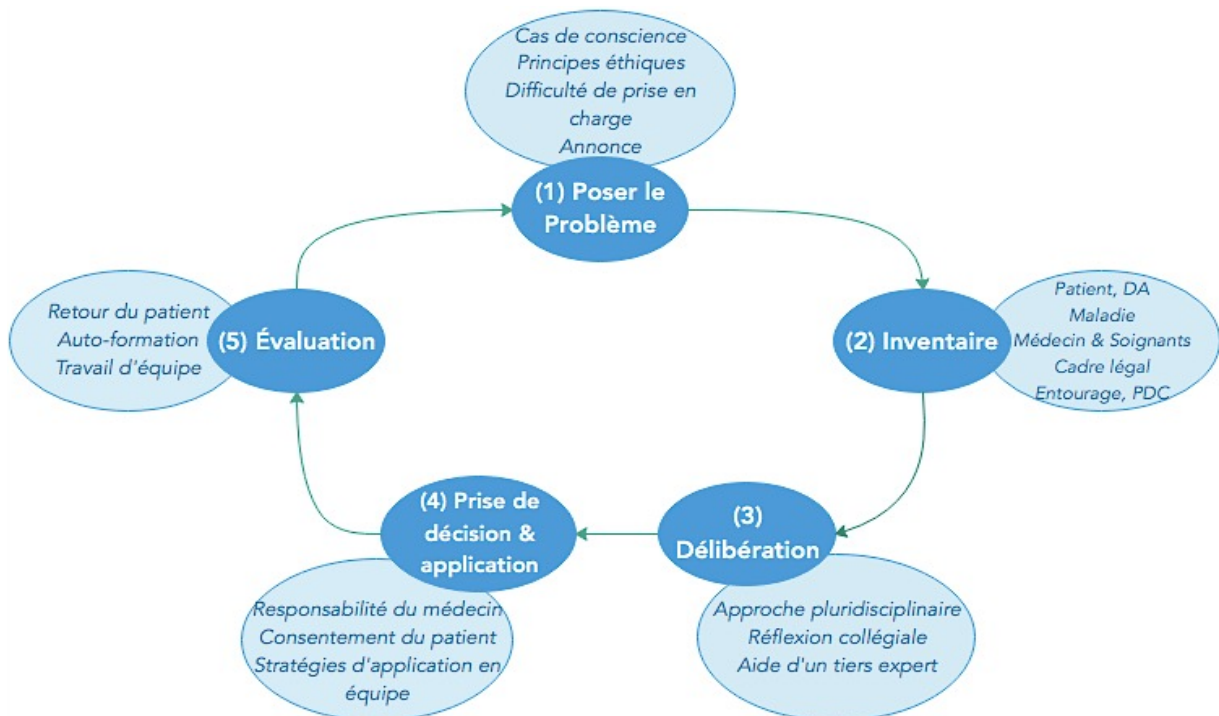 Cas de conscience
Principes éthiques
Difficulté de prise en
charge
Annonce
(1) Poser le
Problème
(2) Inventaire
Patient, DA
Maladie
Médecin & Soignants
Cadre légal
Entourage, PDC
(3)
Délibération
Approche pluridisciplinaire
Réflexion collégiale
Aide d'un tiers expert
(4) Prise de
décision &
application
Responsabilité du médecin
Consentement du patient
Stratégies d'application en
équipe
(5) Évaluation
Retour du patient
Auto-formation
Travail d'équipe